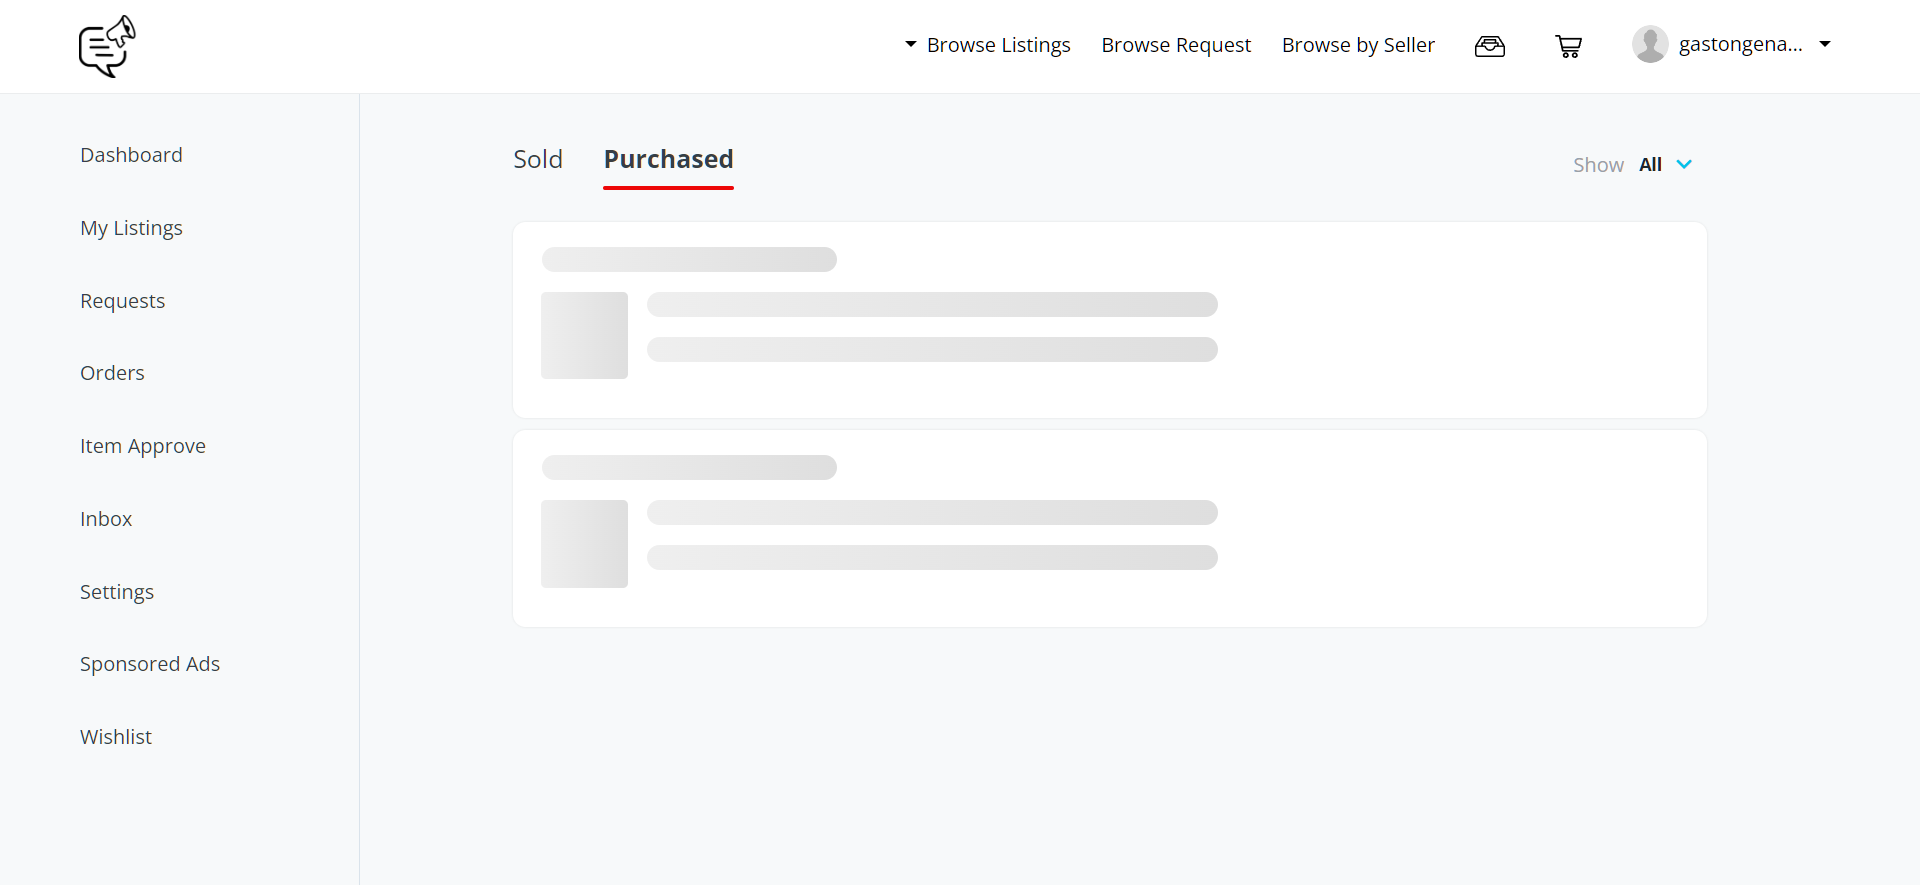 Browse Listings
Browse Request
Browse by Seller
gastongena...
Dashboard
My Listings
Requests
Orders
Item Approve
Inbox
Settings
Sponsored Ads
Wishlist
Sold
Purchased
Show All